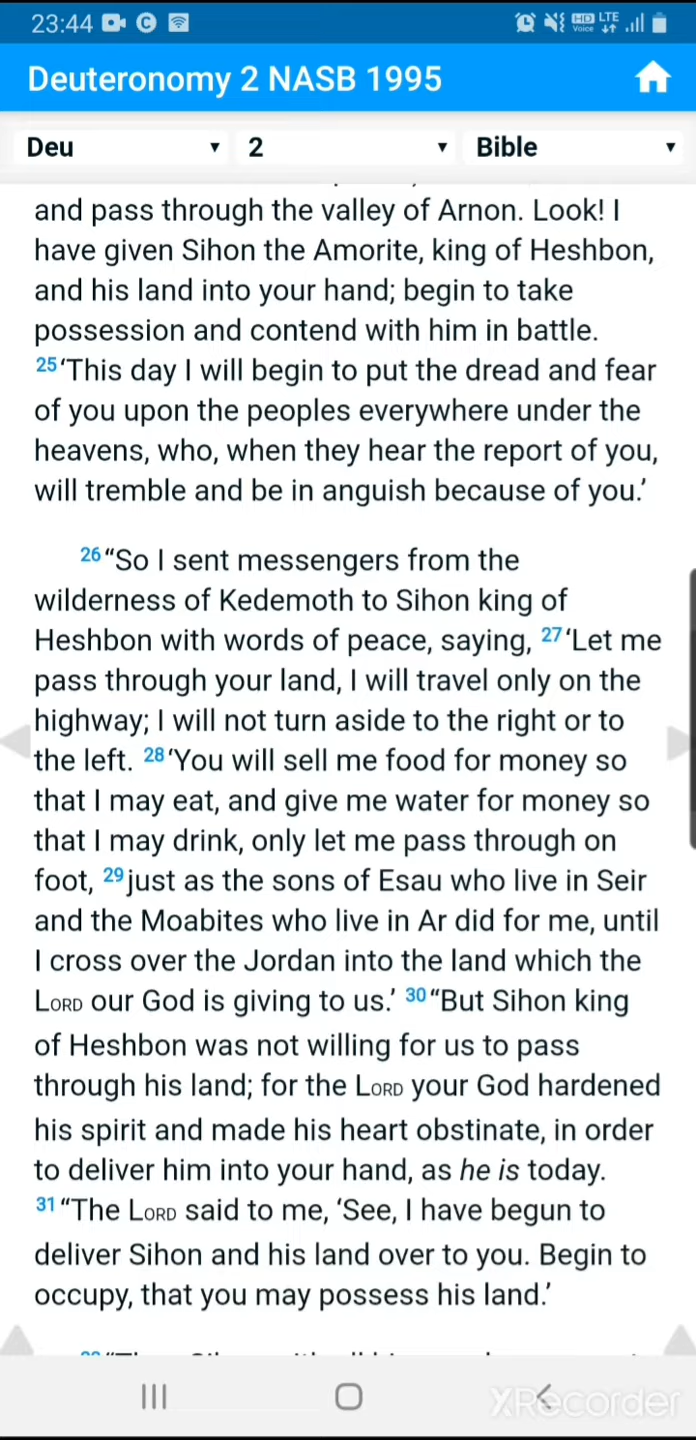 23:44
HD Voice LTE
Deuteronomy 2 NASB 1995
Deu 2 Bible
and pass through the valley of Arnon. Look! I
have given Sihon the Amorite, king of Heshbon,
and his land into your hand; begin to take
possession and contend with him in battle.
25 ‘This day I will begin to put the dread and fear
of you upon the peoples everywhere under the
heavens, who, when they hear the report of you,
will tremble and be in anguish because of you.’
26 “So I sent messengers from the
wilderness of Kedemoth to Sihon king of
Heshbon with words of peace, saying, 27 ‘Let me
pass through your land, I will travel only on the
highway; I will not turn aside to the right or to
the left. 28 ‘You will sell me food for money so
that I may eat, and give me water for money so
that I may drink, only let me pass through on
foot, 29 just as the sons of Esau who live in Seir
and the Moabites who live in Ar did for me, until
I cross over the Jordan into the land which the
LORD our God is giving to us.’ 30 “But Sihon king
of Heshbon was not willing for us to pass
through his land; for the LORD your God hardened
his spirit and made his heart obstinate, in order
to deliver him into your hand, as he is today.
31 “The LORD said to me, ‘See, I have begun to
deliver Sihon and his land over to you. Begin to
occupy, that you may possess his land.’
XRecorder